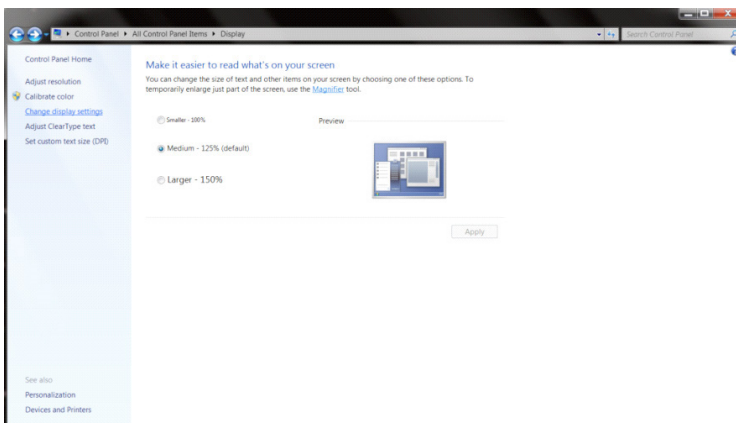 Control Panel ▸ All Control Panel Items ▸ Display
Search Control Panel
Control Panel Home
Adjust resolution
Calibrate color
Change display settings
Adjust ClearType text
Set custom text size (DPI)
Make it easier to read what's on your screen
You can change the size of text and other items on your screen by choosing one of these options. To
temporarily enlarge just part of the screen, use the Magnifier tool.
Smaller - 100%
Preview
Medium - 125% (default)
Larger - 150%
Apply
See also
Personalization
Devices and Printers